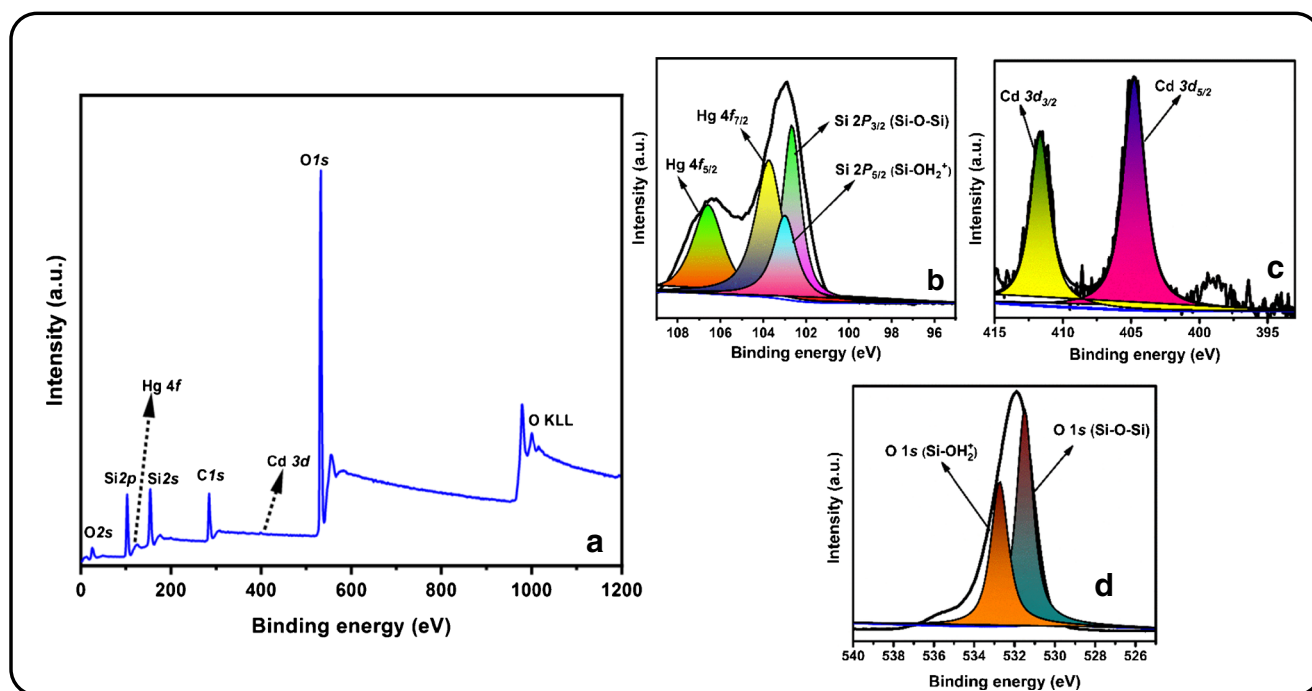 Intensity (a.u.)
O1s
Hg 4f
Si2p
Si2s
C1s
Cd 3d
O KLL
O2s
a
0 200 400 600 800 1000 1200
Binding energy (eV)
Intensity (a.u.)
Hg 4f7/2
Si 2P3/2 (Si-O-Si)
Hg 4f5/2
Si 2P5/2 (Si-OH2+)
b
108 106 104 102 100 98 96
Binding energy (eV)
Intensity (a.u.)
Cd 3d3/2
Cd 3d5/2
c
415 410 405 400 395
Binding energy (eV)
Intensity (a.u.)
O 1s (Si-OH2+)
O 1s (Si-O-Si)
d
540 538 536 534 532 530 528 526
Binding energy (eV)